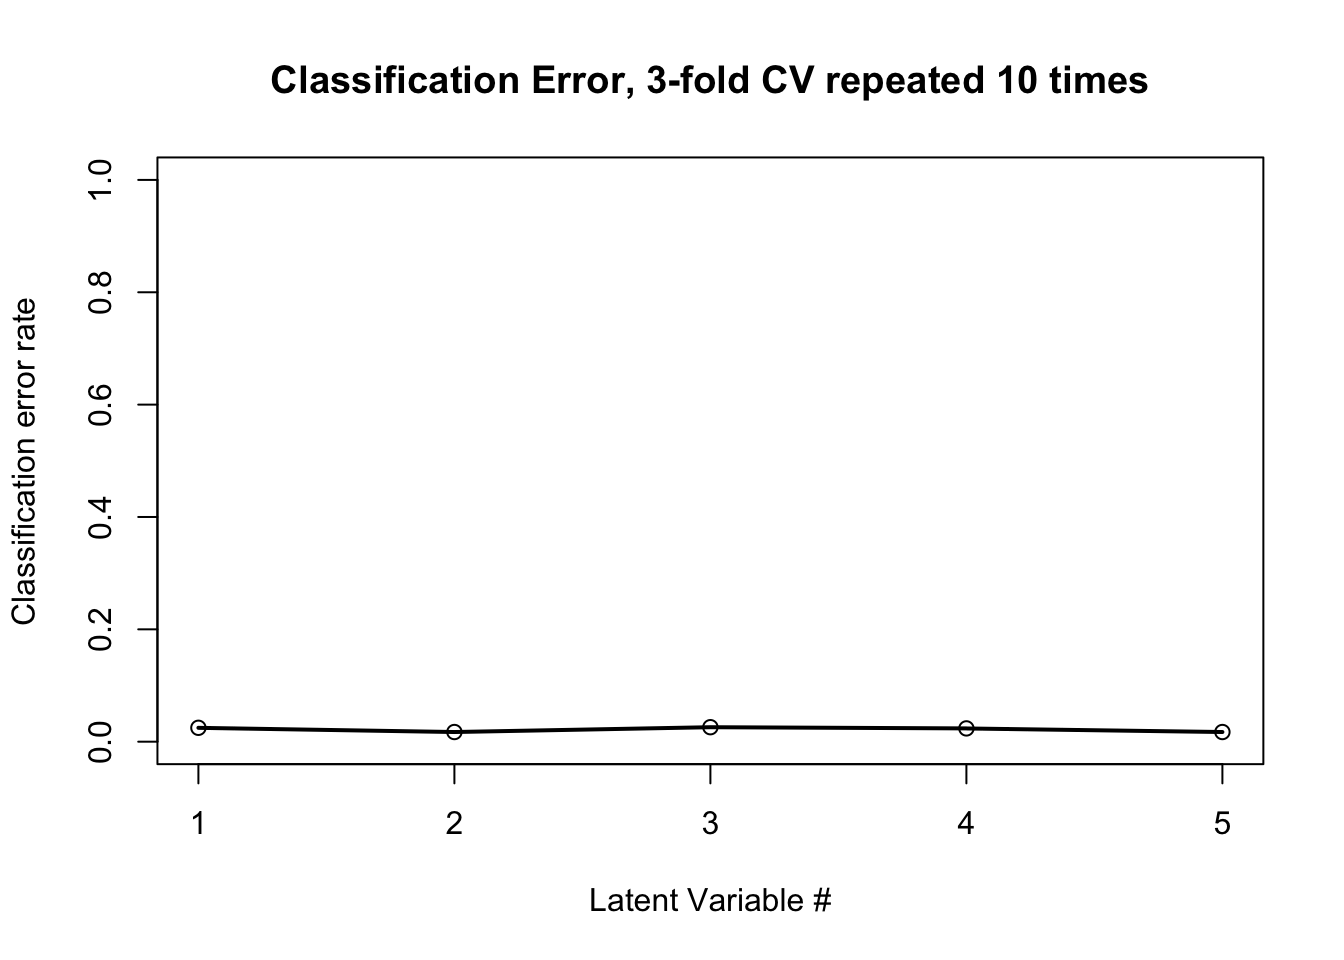 Classification Error, 3-fold CV repeated 10 times
Classification error rate
1.0
0.8
0.6
0.4
0.2
0.0
1 2 3 4 5
Latent Variable #